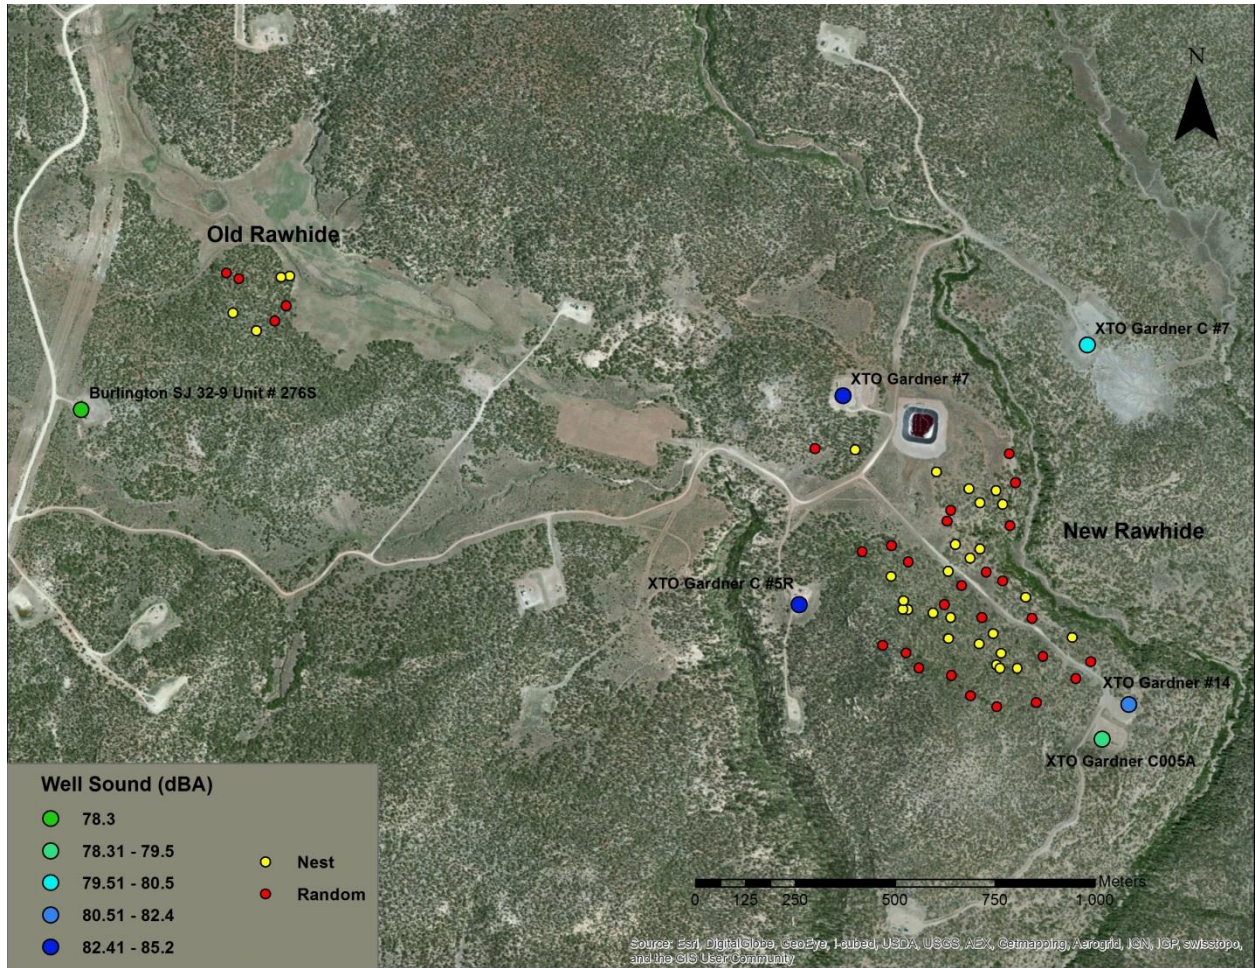 N
Old Rawhide
XTO Gardner C #7
Burlington SJ 32-9 Unit # 276S
XTO Gardner #7
New Rawhide
XTO Gardner C #5R
XTO Gardner #14
XTO Gardner C005A
Well Sound (dBA)
78.3
78.31 - 79.5
79.51 - 80.5
80.51 - 82.4
82.41 - 85.2
Nest
Random
Meters
0 125 250 500 750 1,000
Source: Esri, DigitalGlobe, GeoEye, i-cubed, USDA, USGS, AEX, Getmapping, Aerogrid, IGN, IGP, swisstopo,
and the GIS User Community